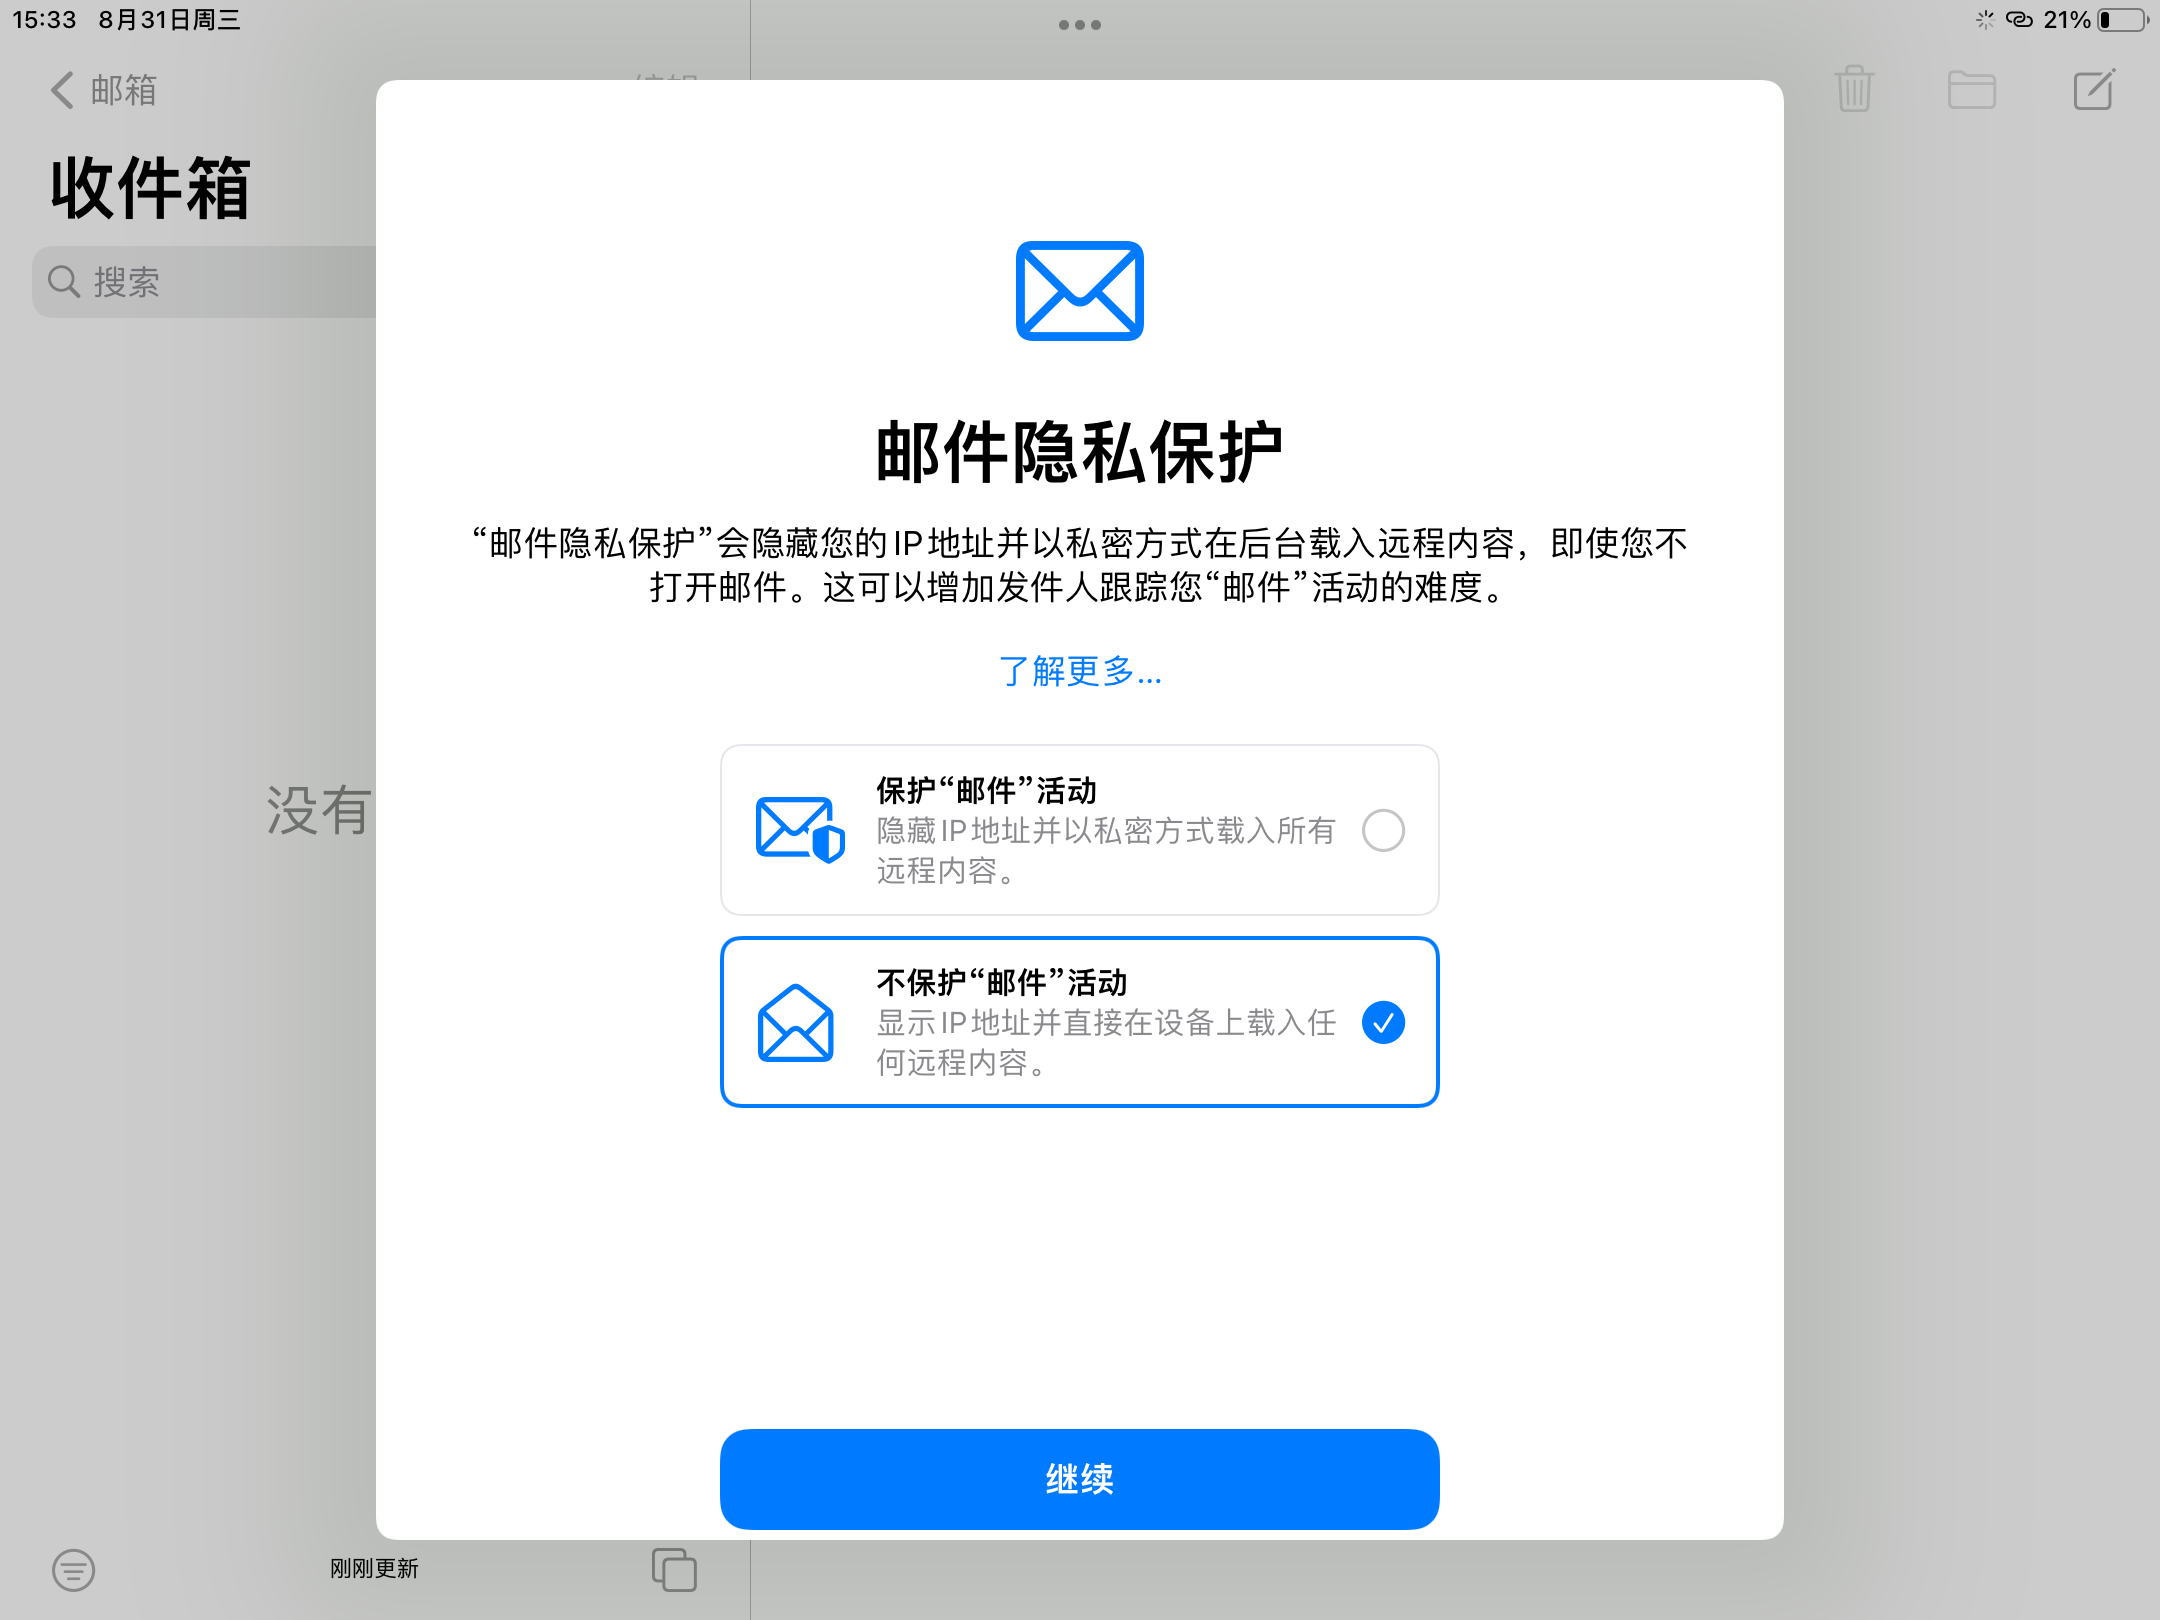 15:33 8月31日周三
21%
邮箱
收件箱
搜索
没有
邮件隐私保护
“邮件隐私保护”会隐藏您的 IP 地址并以私密方式在后台载入远程内容，即使您不
打开邮件。这可以增加发件人跟踪您“邮件”活动的难度。
了解更多...
保护“邮件”活动
隐藏 IP 地址并以私密方式载入所有
远程内容。
不保护“邮件”活动
显示 IP 地址并直接在设备上载入任
何远程内容。
继续
刚刚更新